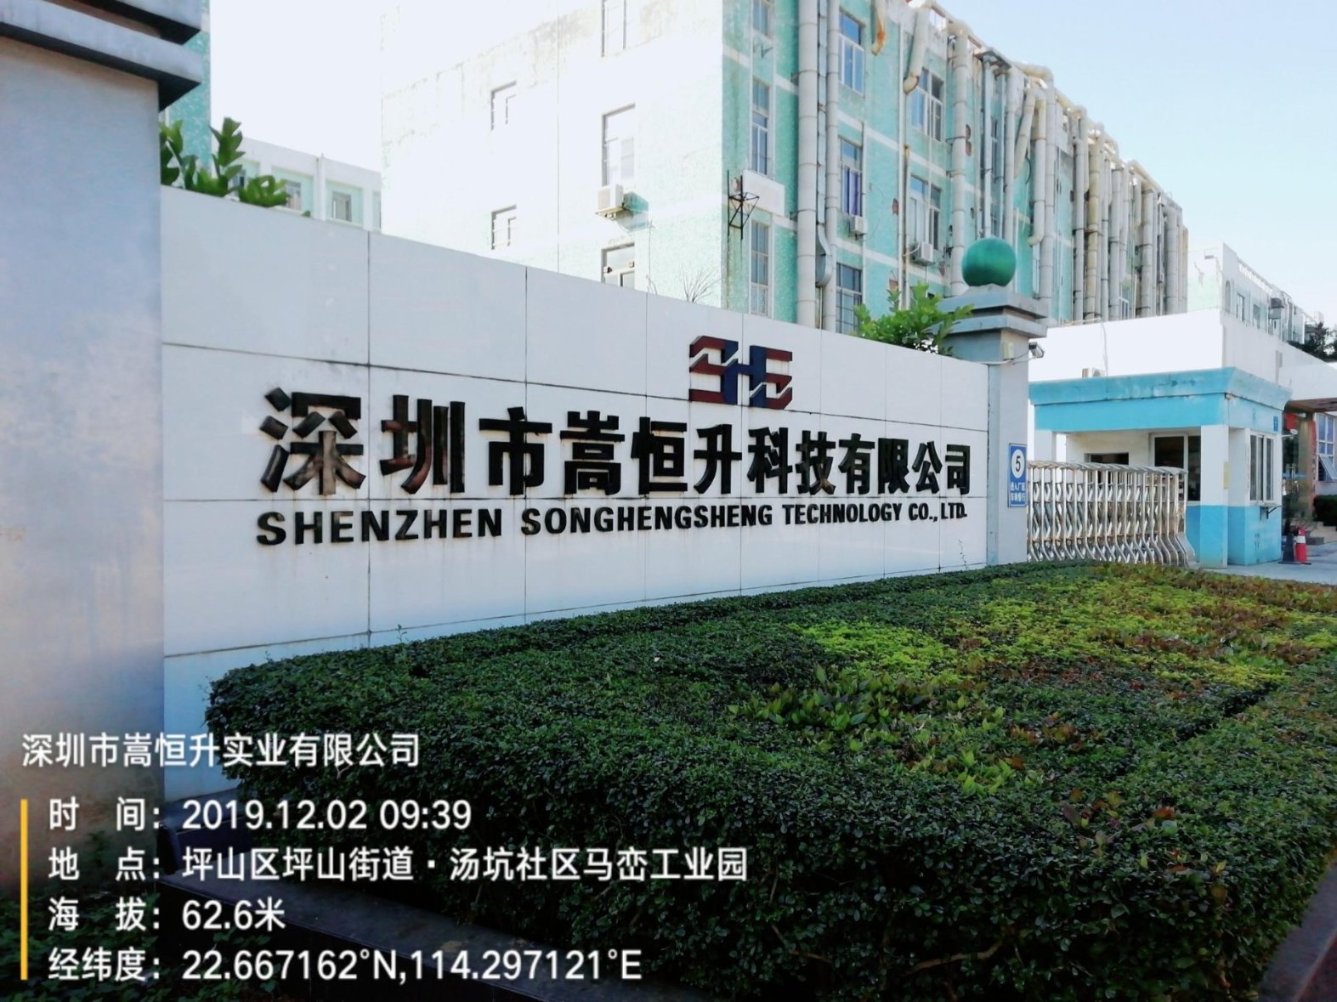 SHS
深圳市嵩恒升科技有限公司
SHENZHEN SONGHENGSHENG TECHNOLOGY CO., LTD.
5
深圳市嵩恒升实业有限公司
时 间：2019.12.02 09:39
地 点：坪山区坪山街道·汤坑社区马峦工业园
海 拔：62.6米
经纬度：22.667162°N,114.297121°E